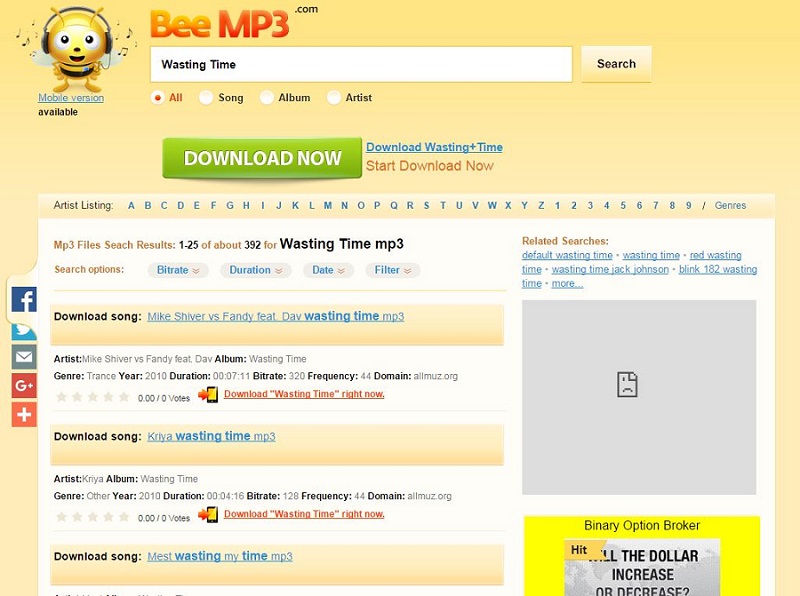 Bee MP3 .com
Mobile version
available
Wasting Time
Search
All Song Album Artist
DOWNLOAD NOW
Download Wasting+Time
Start Download Now
Artist Listing: A B C D E F G H I J K L M N O P Q R S T U V W X Y Z 1 2 3 4 5 6 7 8 9 / Genres
Mp3 Files Seach Results: 1-25 of about 392 for Wasting Time mp3
Search options: Bitrate Duration Date Filter
Download song: Mike Shiver vs Fandy feat. Dav wasting time mp3
Artist:Mike Shiver vs Fandy feat. Dav Album: Wasting Time
Genre: Trance Year: 2010 Duration: 00:07:11 Bitrate: 320 Frequency: 44 Domain: allmuz.org
0.00 / 0 Votes Download "Wasting Time" right now.
Download song: Kriya wasting time mp3
Artist:Kriya Album: Wasting Time
Genre: Other Year: 2010 Duration: 00:04:16 Bitrate: 128 Frequency: 44 Domain: allmuz.org
0.00 / 0 Votes Download "Wasting Time" right now.
Download song: Mest wasting my time mp3
Related Searches:
default wasting time • wasting time • red wasting
time • wasting time jack johnson • blink 182 wasting
time • more...
Binary Option Broker
Hit
THE DOLLAR
INCREASE
OR DECREASE?